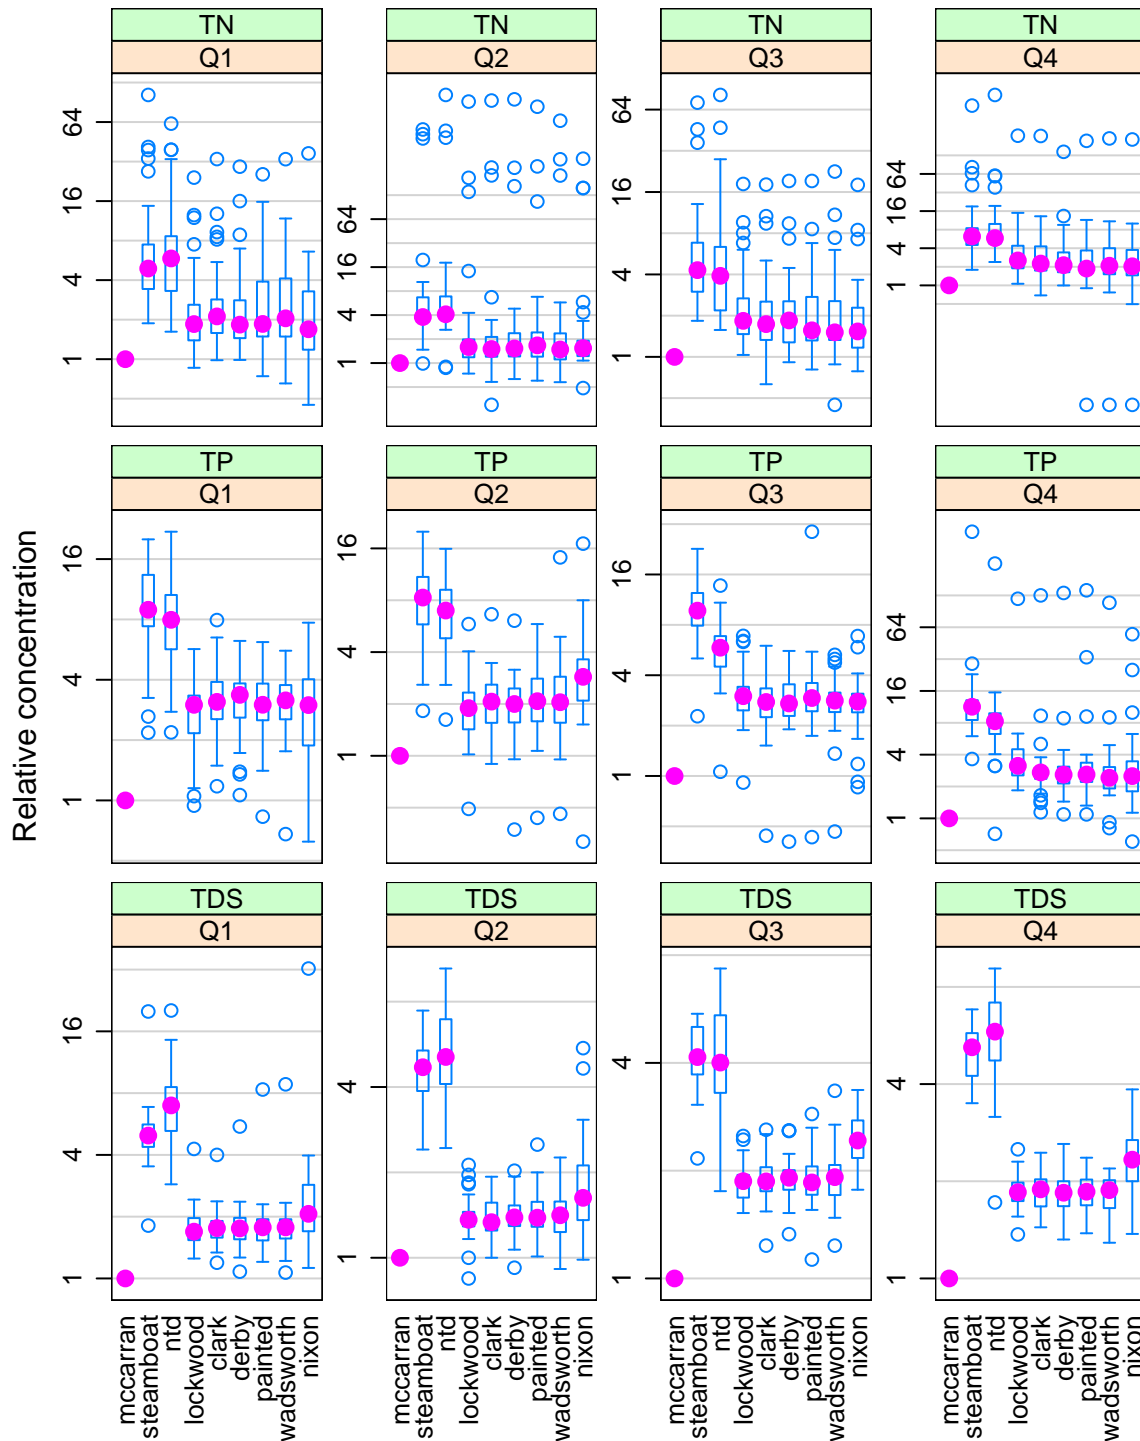 TN TN TN TN
Q1 Q2 Q3 Q4
64 16 4 1
64 16 4 1
64 16 4 1
64 16 4 1
TP TP TP TP
Q1 Q2 Q3 Q4
Relative concentration
16 4 1
16 4 1
16 4 1
64 16 4 1
TDS TDS TDS TDS
Q1 Q2 Q3 Q4
16 4 1
4 1
4 1
4 1
mccarran steamboat ntd lockwood clark derby painted wadsworth nixon
mccarran steamboat ntd lockwood clark derby painted wadsworth nixon
mccarran steamboat ntd lockwood clark derby painted wadsworth nixon
mccarran steamboat ntd lockwood clark derby painted wadsworth nixon